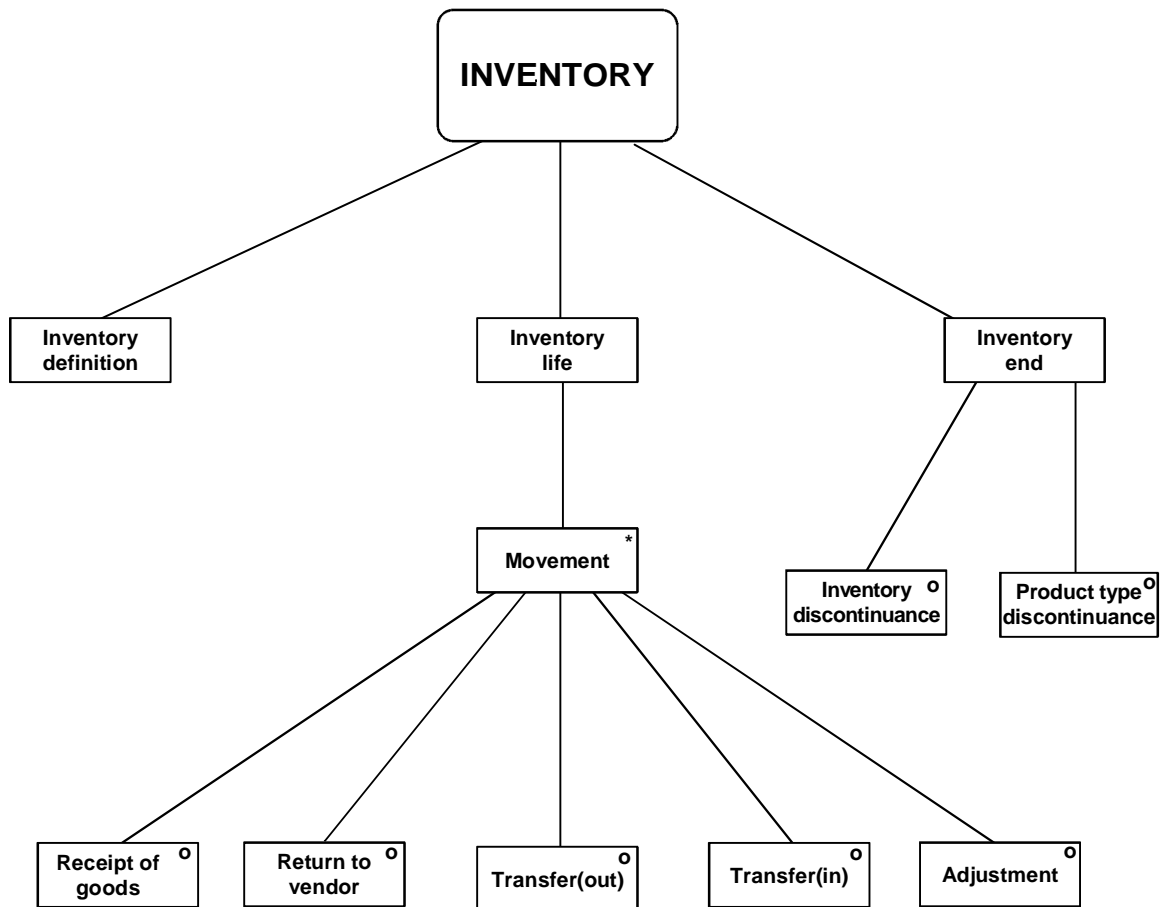 INVENTORY
Inventory
definition
Inventory
life
Inventory
end
Movement *
Inventory o
discontinuance
Product type o
discontinuance
Receipt of o
goods
Return to o
vendor
Transfer(out) o
Transfer(in) o
Adjustment o